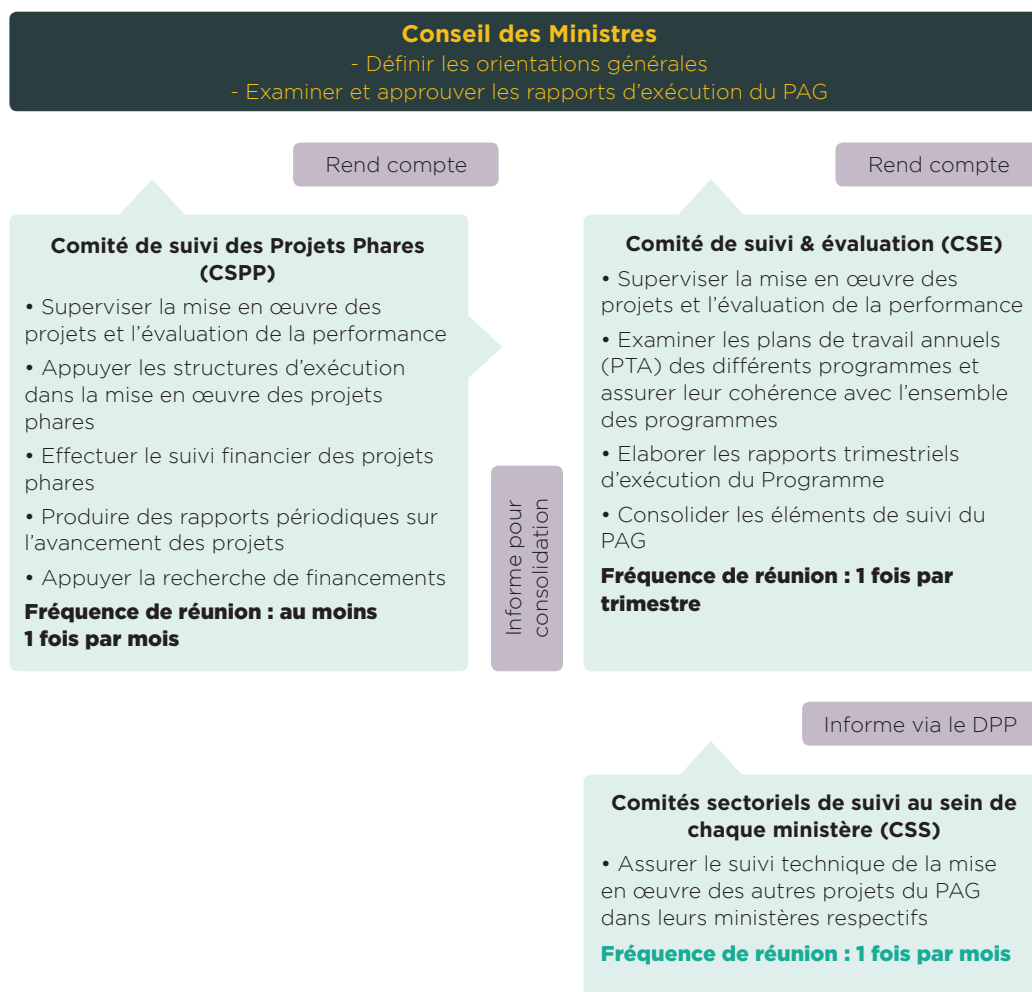 Conseil des Ministres
- Définir les orientations générales
- Examiner et approuver les rapports d’exécution du PAG
Rend compte
Comité de suivi des Projets Phares
(CSPP)
• Superviser la mise en œuvre des
projets et l’évaluation de la performance
• Appuyer les structures d’exécution
dans la mise en œuvre des projets
phares
• Effectuer le suivi financier des projets
phares
• Produire des rapports périodiques sur
l’avancement des projets
• Appuyer la recherche de financements
Fréquence de réunion : au moins
1 fois par mois
Informe pour
consolidation
Rend compte
Comité de suivi & évaluation (CSE)
• Superviser la mise en œuvre des
projets et l’évaluation de la performance
• Examiner les plans de travail annuels
(PTA) des différents programmes et
assurer leur cohérence avec l’ensemble
des programmes
• Elaborer les rapports trimestriels
d’exécution du Programme
• Consolider les éléments de suivi du
PAG
Fréquence de réunion : 1 fois par
trimestre
Informe via le DPP
Comités sectoriels de suivi au sein de
chaque ministère (CSS)
• Assurer le suivi technique de la mise
en œuvre des autres projets du PAG
dans leurs ministères respectifs
Fréquence de réunion : 1 fois par mois